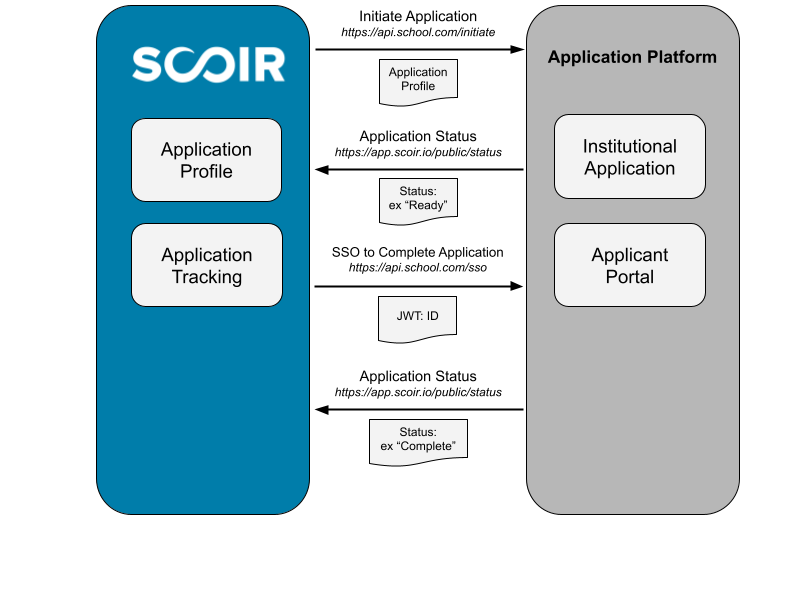 SCOIR
Application
Profile
Application
Tracking
Initiate Application
https://api.school.com/initiate
Application
Profile
Application Status
https://app.scoir.io/public/status
Status:
ex “Ready”
SSO to Complete Application
https://api.school.com/sso
JWT: ID
Application Status
https://app.scoir.io/public/status
Status:
ex “Complete”
Application Platform
Institutional
Application
Applicant
Portal